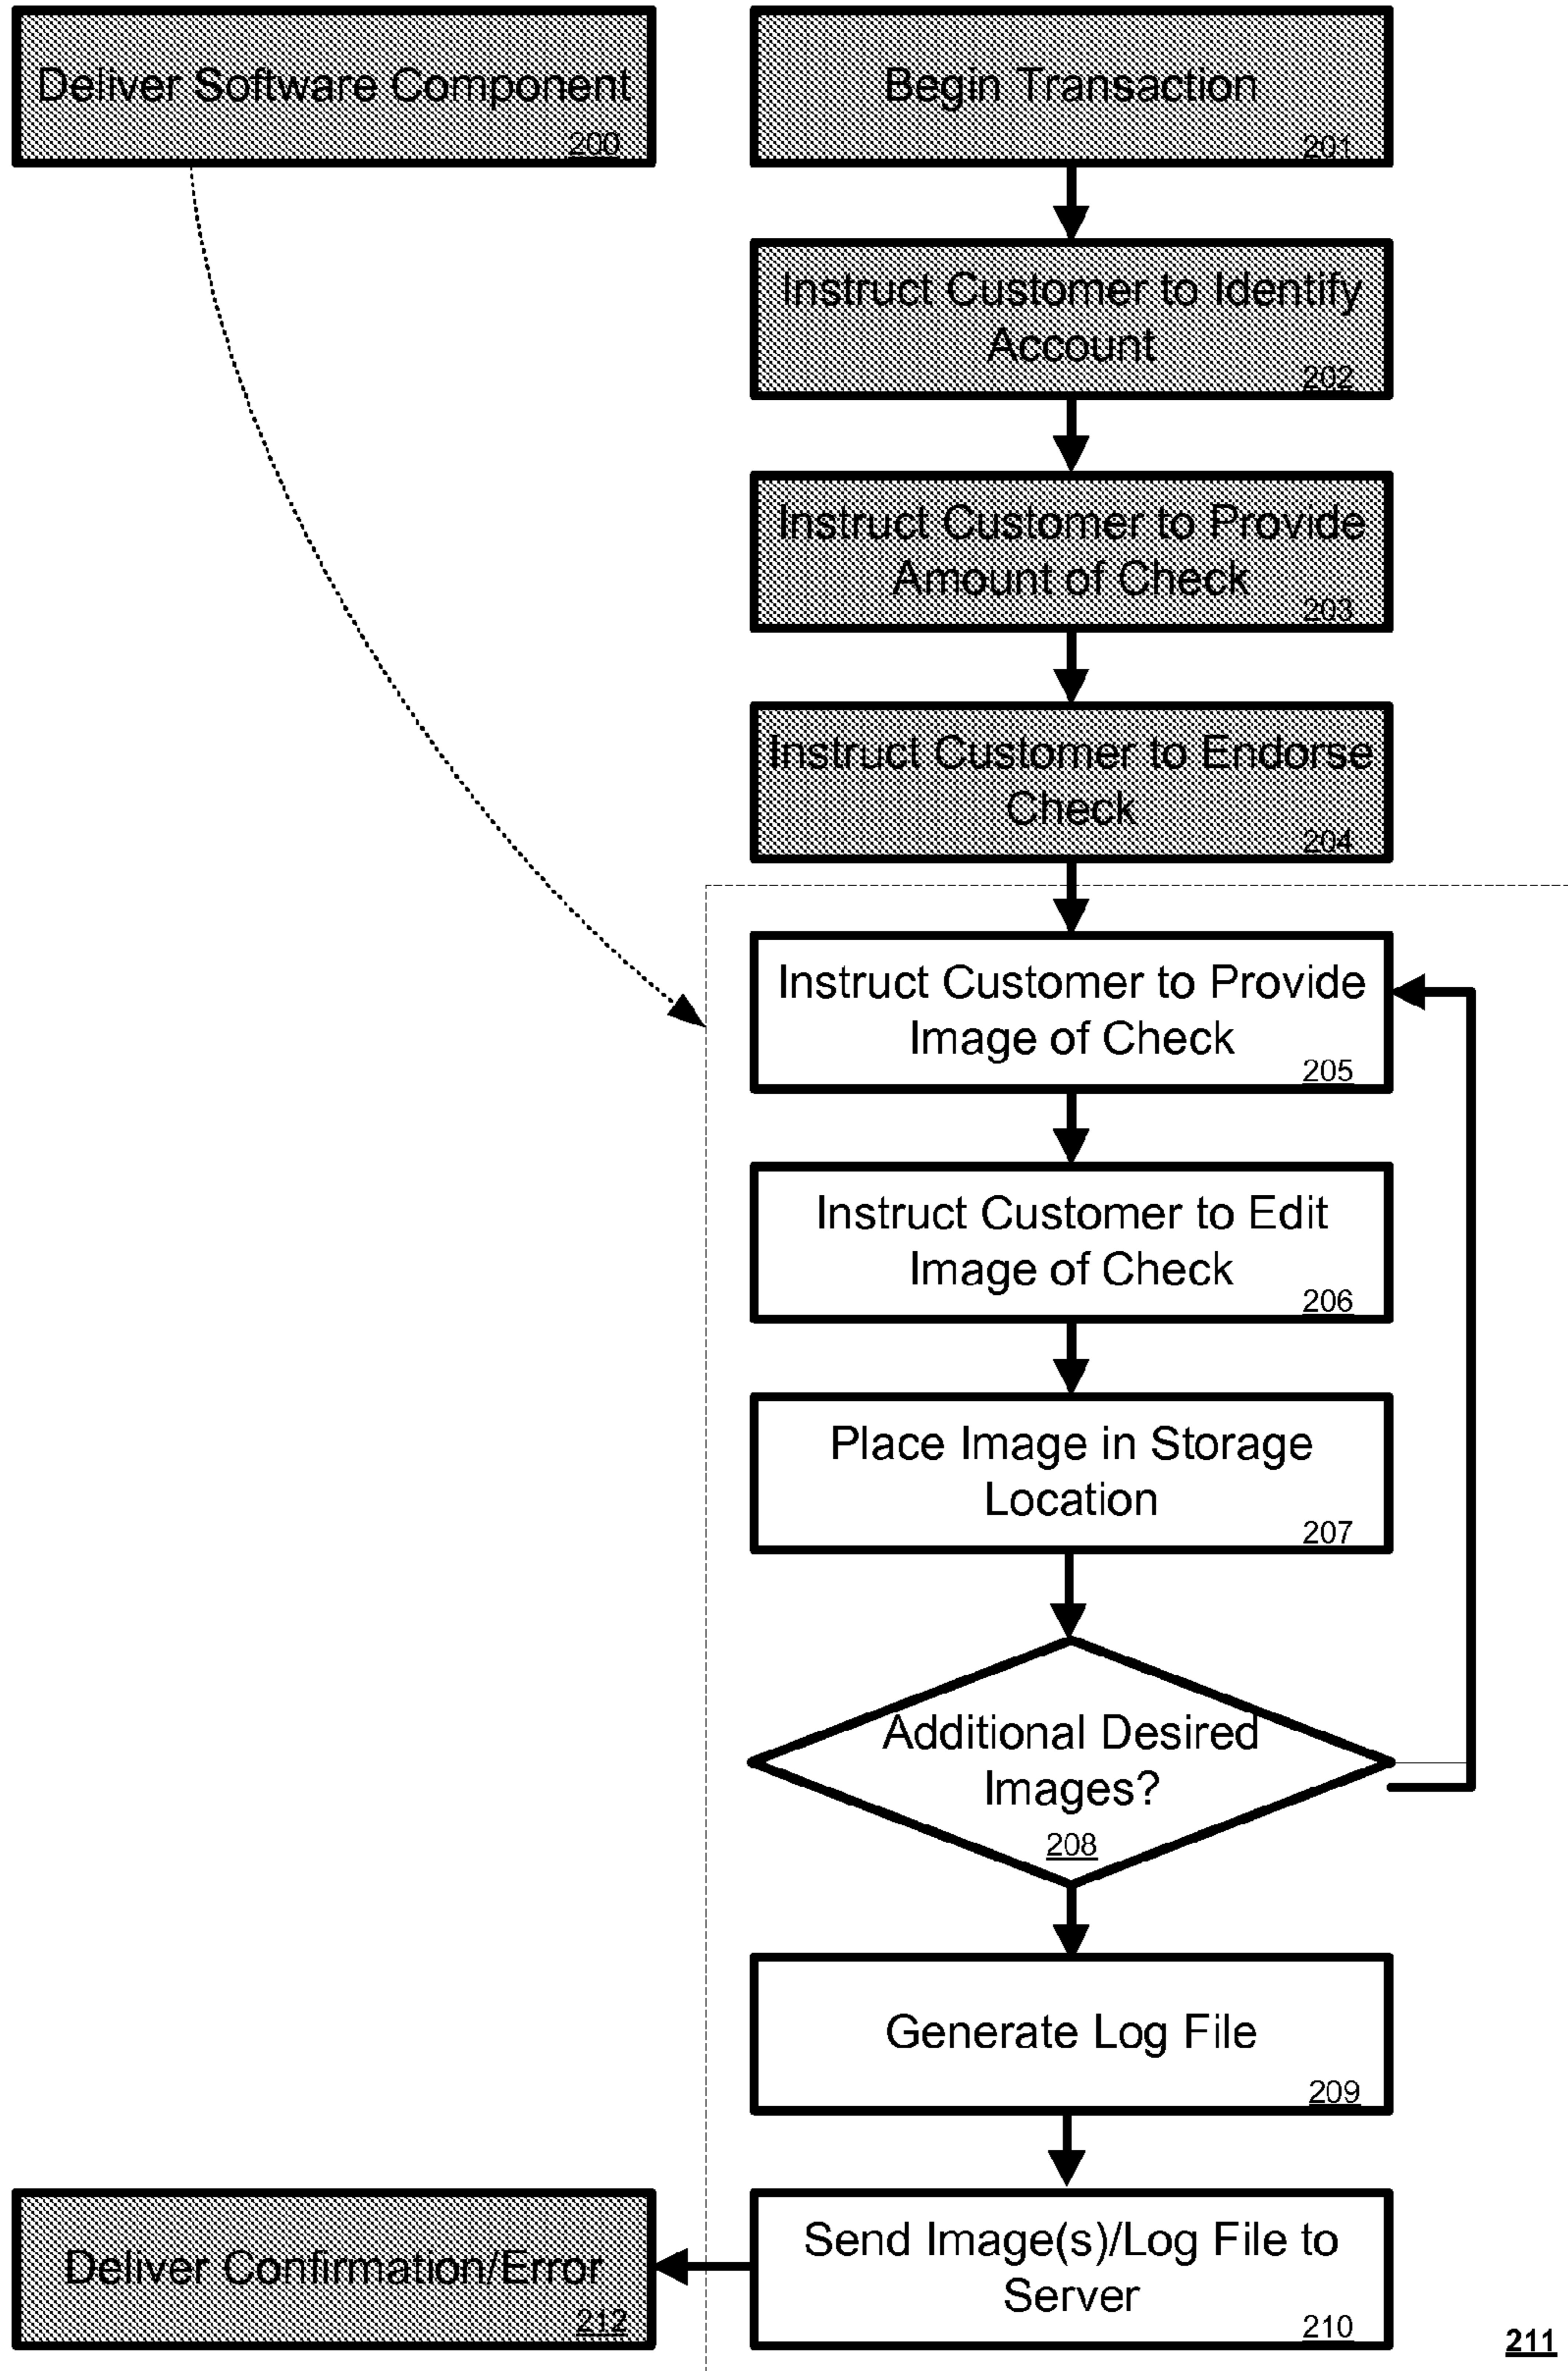 Deliver Software Component
200
Begin Transaction
201
Instruct Customer to Identify
Account
202
Instruct Customer to Provide
Amount of Check
203
Instruct Customer to Endorse
Check
204
Instruct Customer to Provide
Image of Check
205
Instruct Customer to Edit
Image of Check
206
Place Image in Storage
Location
207
Additional Desired
Images?
208
Generate Log File
209
Send Image(s)/Log File to
Server
210
Deliver Confirmation/Error
212
211